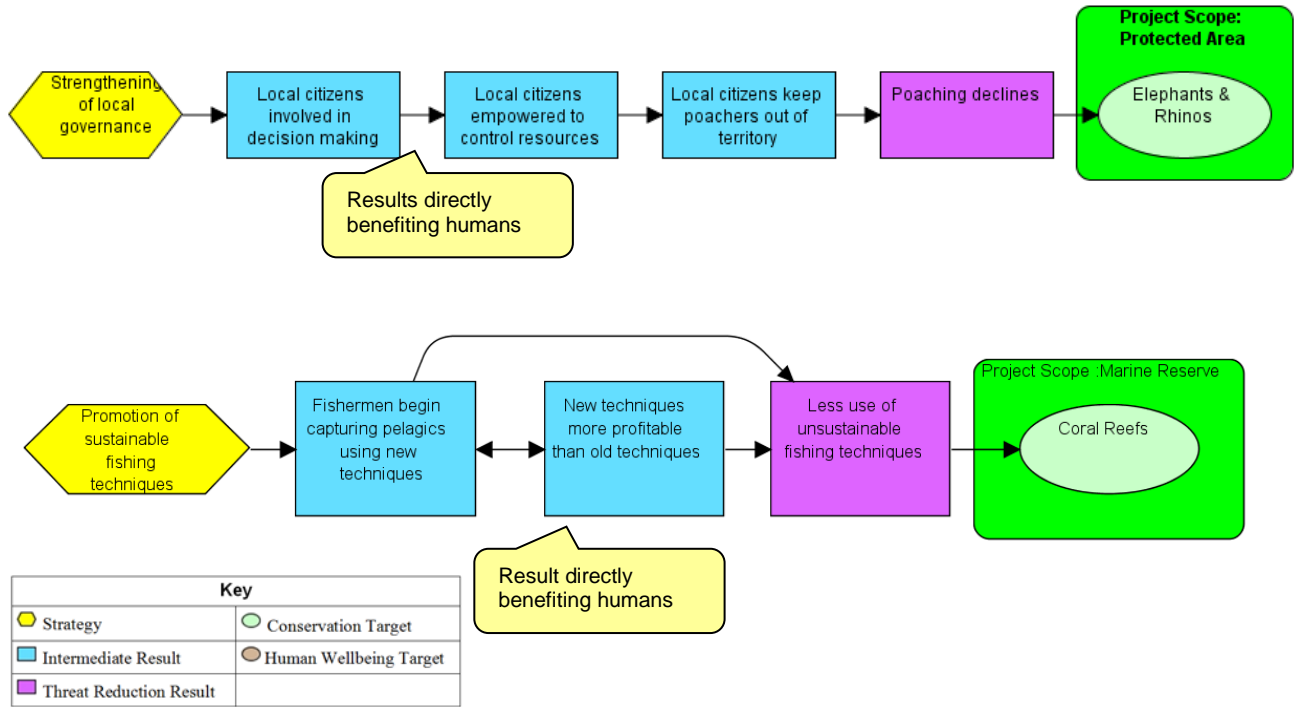 Project Scope:
Protected Area
Strengthening
of local
governance
Local citizens
involved in
decision making
Local citizens
empowered to
control resources
Local citizens keep
poachers out of
territory
Poaching declines
Elephants &
Rhinos
Results directly
benefiting humans
Promotion of
sustainable
fishing
techniques
Fishermen begin
capturing pelagics
using new
techniques
New techniques
more profitable
than old techniques
Less use of
unsustainable
fishing techniques
Project Scope :Marine Reserve
Coral Reefs
Result directly
benefiting humans
Key
Strategy
Conservation Target
Intermediate Result
Human Wellbeing Target
Threat Reduction Result